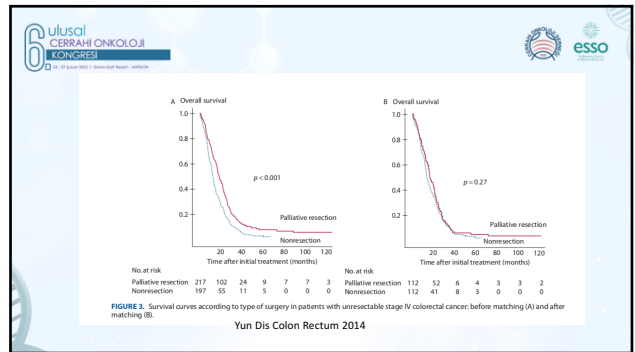 6
ulusal
CERRAHİ ONKOLOJİ
KONGRESİ
esso
A Overall survival
1.0
0.8
0.6
0.4
0.2
p < 0.001
Palliative resection
Nonresection
20 40 60 80 100 120
Time after initial treatment (months)
No. at risk
Palliative resection 217 102 24 9 7 7 3
Nonresection 197 55 11 5 0 0 0
B Overall survival
1.0
0.8
0.6
0.4
0.2
p = 0.27
Palliative resection
Nonresection
20 40 60 80 100 120
Time after initial treatment (months)
No. at risk
Palliative resection 112 52 6 4 3 3 2
Nonresection 112 41 8 3 0 0 0
FIGURE 3. Survival curves according to type of surgery in patients with unresectable stage IV colorectal cancer: before matching (A) and after
matching (B).
Yun Dis Colon Rectum 2014